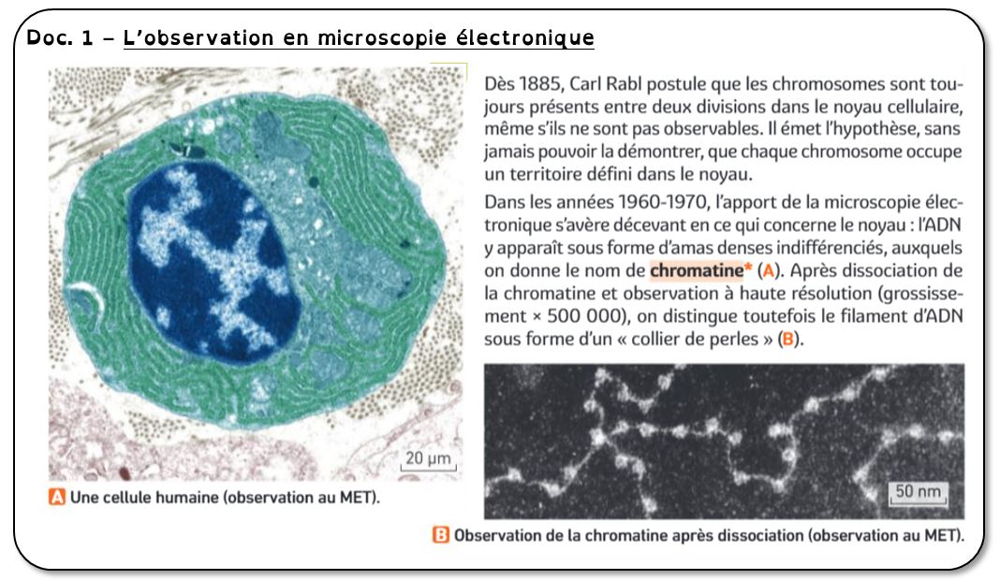 Doc. 1 – L'observation en microscopie électronique
Dès 1885, Carl Rabl postule que les chromosomes sont tou-
jours présents entre deux divisions dans le noyau cellulaire,
même s'ils ne sont pas observables. Il émet l'hypothèse, sans
jamais pouvoir la démontrer, que chaque chromosome occupe
un territoire défini dans le noyau.
Dans les années 1960-1970, l'apport de la microscopie élec-
tronique s'avère décevant en ce qui concerne le noyau : l'ADN
y apparaît sous forme d'amas denses indifférenciés, auxquels
on donne le nom de chromatine* (A). Après dissociation de
la chromatine et observation à haute résolution (grossisse-
ment × 500 000), on distingue toutefois le filament d'ADN
sous forme d'un « collier de perles » (B).
20 µm
A Une cellule humaine (observation au MET).
50 nm
B Observation de la chromatine après dissociation (observation au MET).